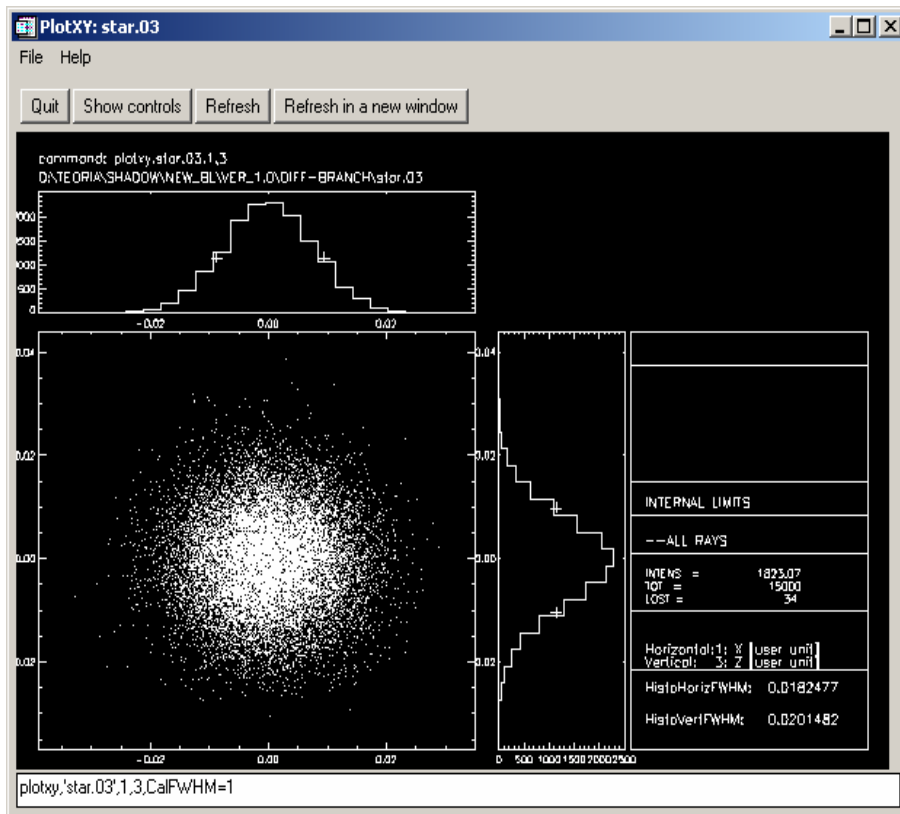 PlotXY: star.03
File Help
Quit Show controls Refresh Refresh in a new window
command: plotxy,star.03,1,3
D:\TEORIA\SHADOW\NEW_BL\VER_1.0\DIFF-BRANCH\star.03
500
0
-0.02 0.00 0.02
0.04
0.02
0.00
-0.02 0.00 0.02
0.04
0.02
0.00
0 500 1000 1500 2000 2500
INTERNAL LIMITS
--ALL RAYS
INTENS = 1823.07
TOT = 15000
LOST = 34
Horizontal:1: X [user unit]
Vertical: 3: Z [user unit]
HistoHorizFWHM: 0.0182477
HistoVertFWHM: 0.0201482
plotxy,'star.03',1,3,CalFWHM=1